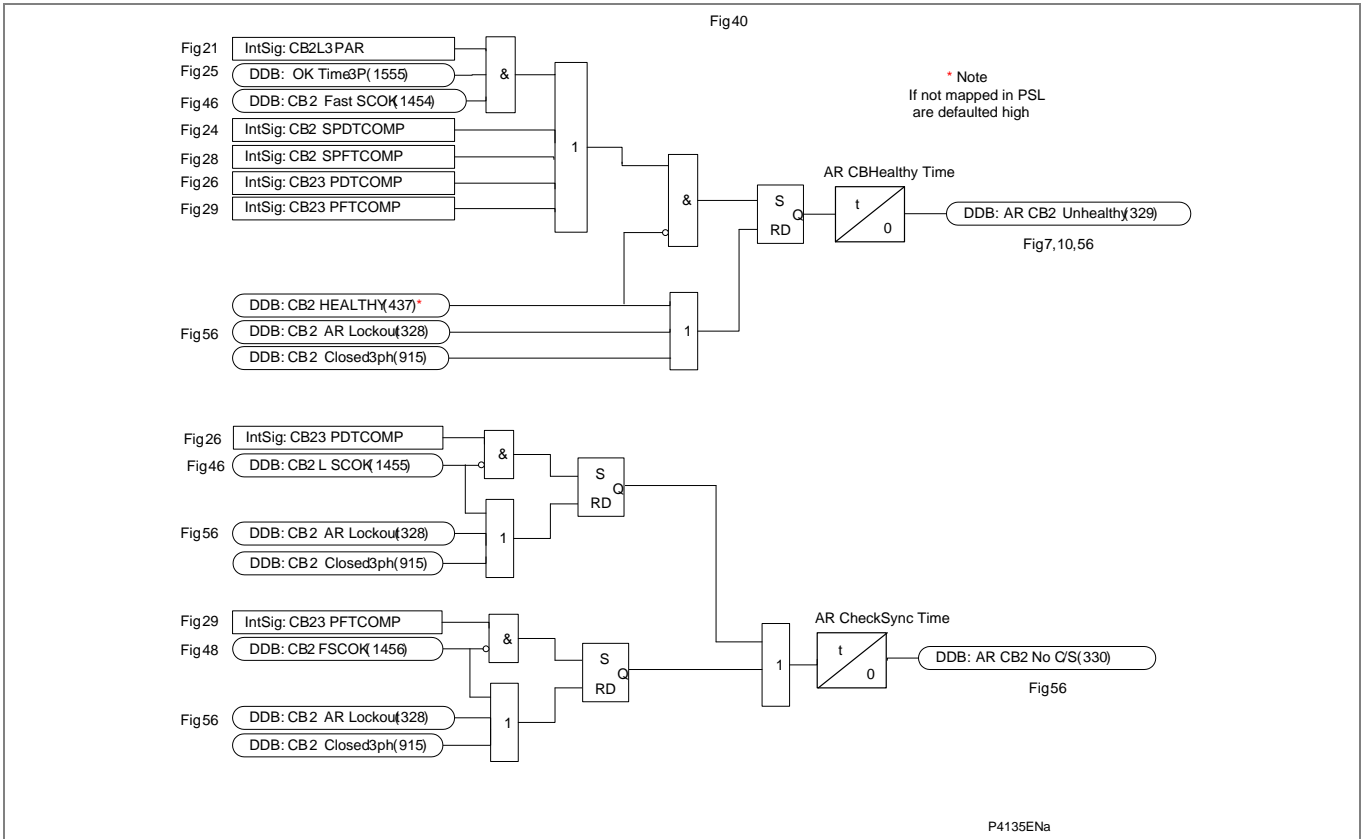 Fig40
Fig21 IntSig: CB2L3PAR
Fig25 DDB: OK Time3P(1555)
Fig46 DDB: CB2 Fast SCOK(1454)
&
Fig24 IntSig: CB2 SPDTCOMP
Fig28 IntSig: CB2 SPFTCOMP
Fig26 IntSig: CB23 PDTCOMP
Fig29 IntSig: CB23 PFTCOMP
1
* Note
If not mapped in PSL
are defaulted high
&
S
Q
RD
AR CBHealthy Time
t
0
DDB: AR CB2 Unhealthy(329)
Fig7,10,56
DDB: CB2 HEALTHY(437)*
Fig56 DDB: CB2 AR Lockout(328)
DDB: CB2 Closed3ph(915)
1
Fig26 IntSig: CB23 PDTCOMP
Fig46 DDB: CB2 L SCOK(1455)
&
S
Q
RD
Fig56 DDB: CB2 AR Lockout(328)
DDB: CB2 Closed3ph(915)
1
Fig29 IntSig: CB23 PFTCOMP
Fig48 DDB: CB2 FSCOK(1456)
&
S
Q
RD
Fig56 DDB: CB2 AR Lockout(328)
DDB: CB2 Closed3ph(915)
1
1
AR CheckSync Time
t
0
DDB: AR CB2 No C/S(330)
Fig56
P4135ENa